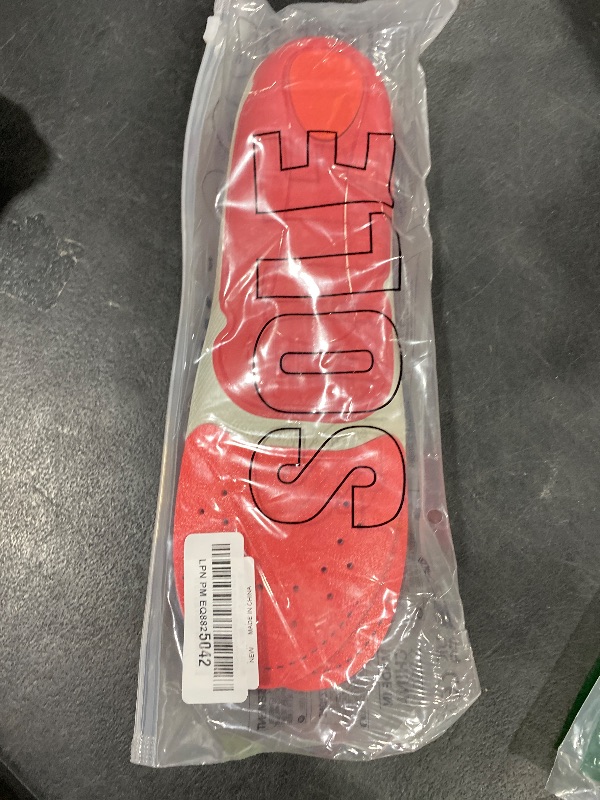 SOLE
LPN PM EQ8825042
NEW
MADE IN CHINA